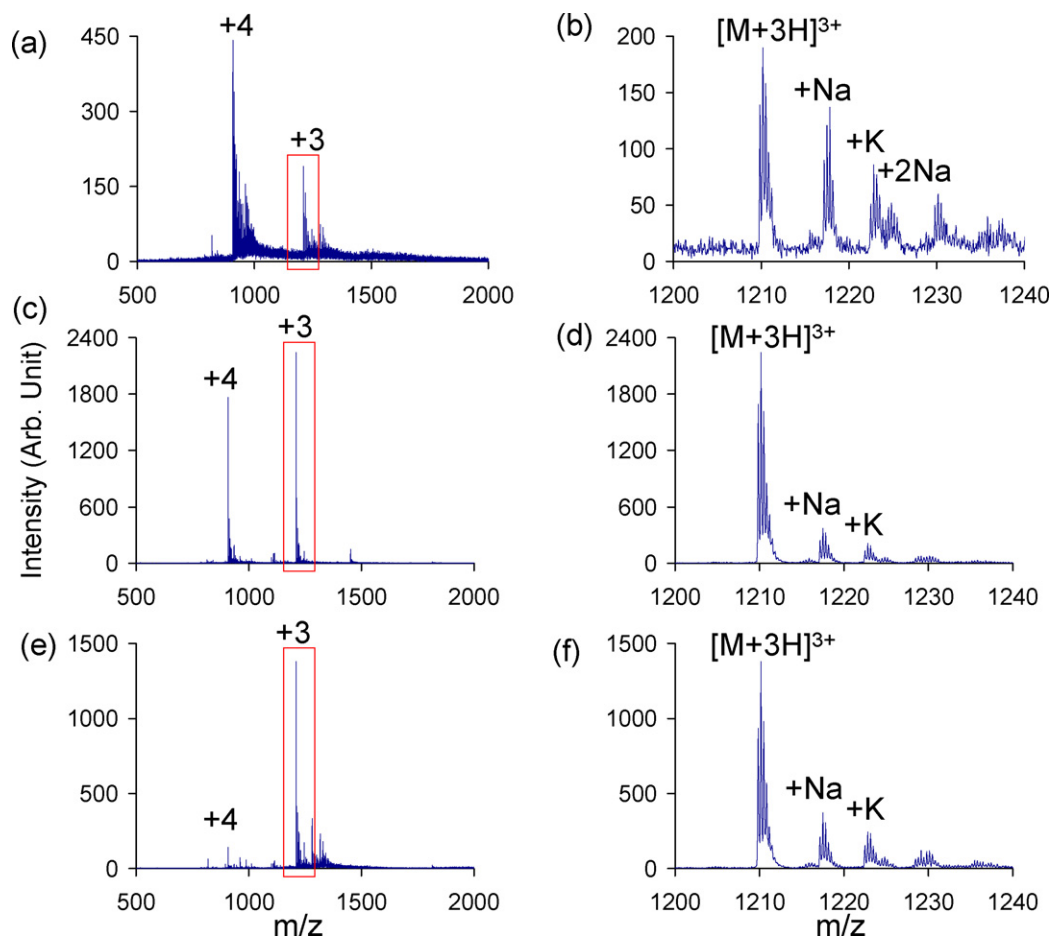 (a)
+4
+3
450
300
150
0
500 1000 1500 2000
(b)
[M+3H]³⁺
+Na
+K
+2Na
200
150
100
50
0
1200 1210 1220 1230 1240
(c)
+3
+4
2400
1800
1200
600
0
500 1000 1500 2000
Intensity (Arb. Unit)
(d)
[M+3H]³⁺
+Na
+K
2400
1800
1200
600
0
1200 1210 1220 1230 1240
(e)
+3
+4
1500
1000
500
0
500 1000 1500 2000
m/z
(f)
[M+3H]³⁺
+Na
+K
1500
1000
500
0
1200 1210 1220 1230 1240
m/z